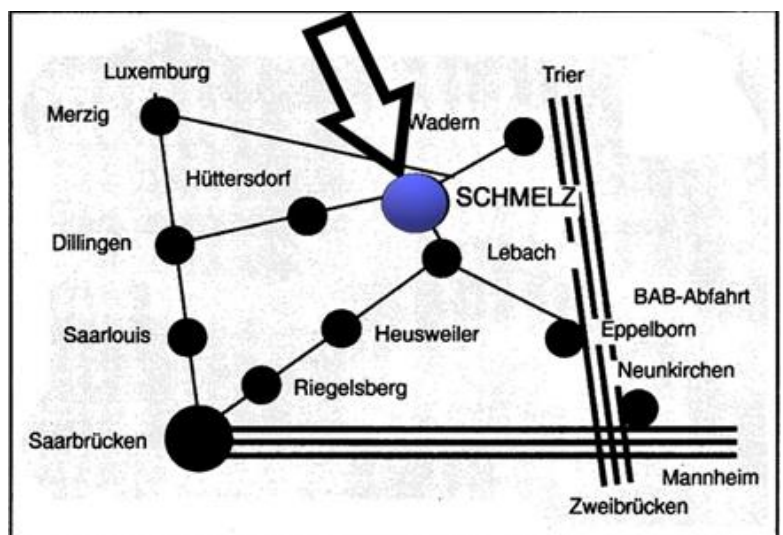 Luxemburg
Trier
Merzig
Wadern
Hüttersdorf
SCHMELZ
Dillingen
Lebach
BAB-Abfahrt
Saarlouis
Heusweiler
Eppelborn
Neunkirchen
Riegelsberg
Saarbrücken
Mannheim
Zweibrücken